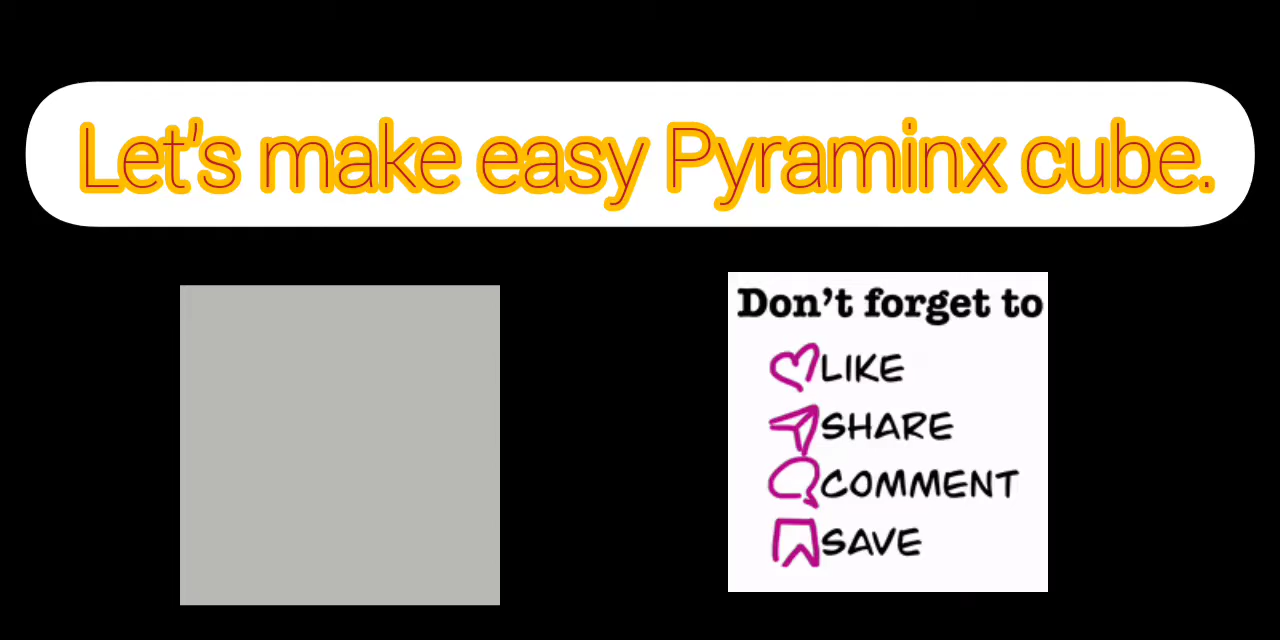 Let's make easy Pyraminx cube.
Don't forget to
LIKE
SHARE
COMMENT
SAVE